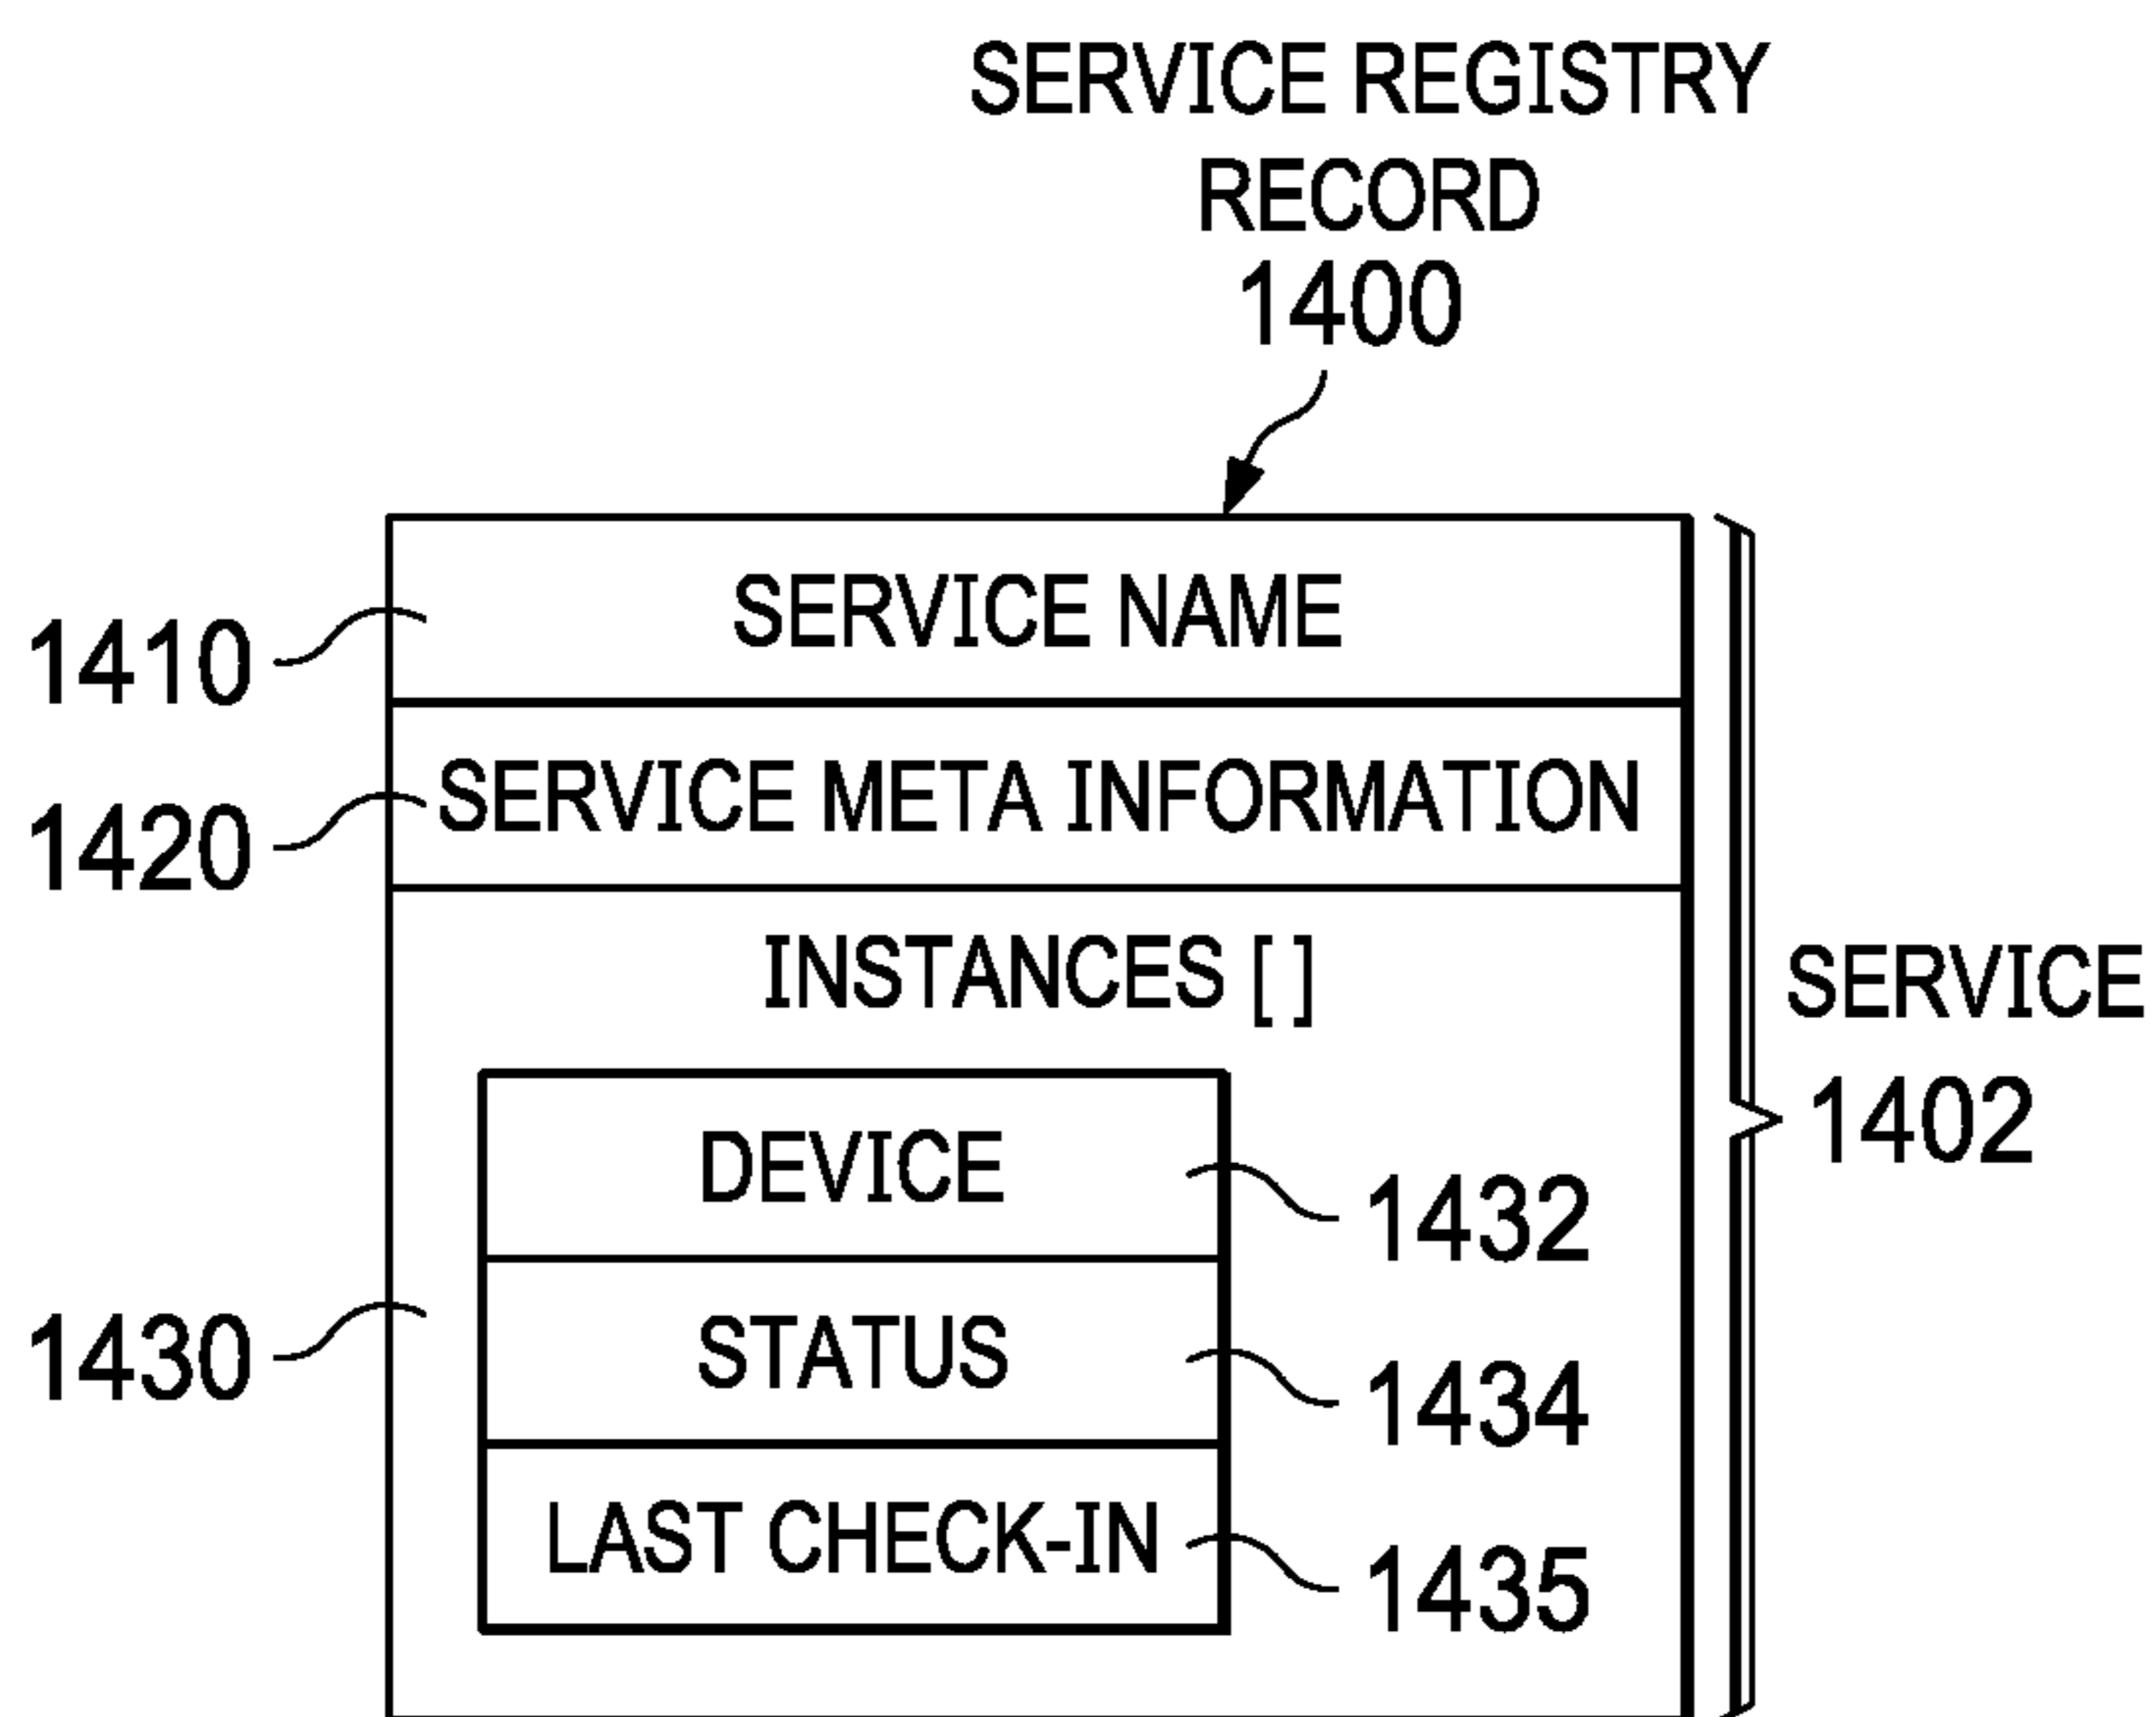 SERVICE REGISTRY
RECORD
1400
SERVICE NAME
1410
SERVICE META INFORMATION
1420
INSTANCES [ ]
SERVICE
1402
DEVICE
1432
1430
STATUS
1434
LAST CHECK-IN
1435